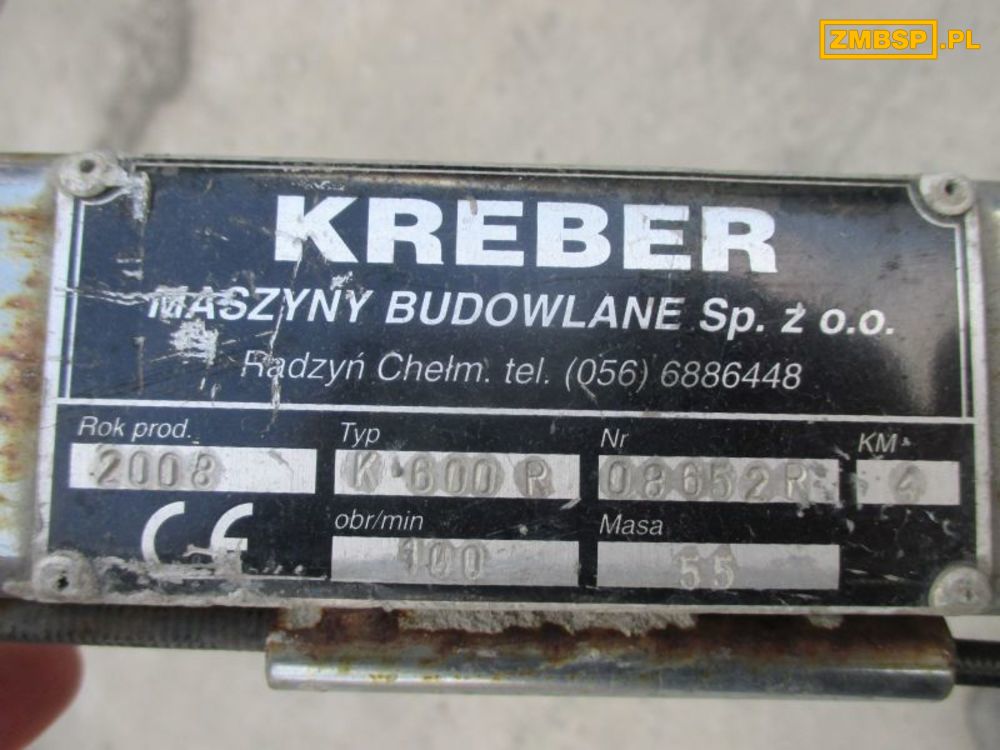 ZMBSP.PL
KREBER
MASZYNY BUDOWLANE Sp. z o.o.
Radzyń Chełm. tel. (056) 6886448
Rok prod. Typ Nr KM
2008 K 600 R 08652R 4
CE obr/min Masa
100 55